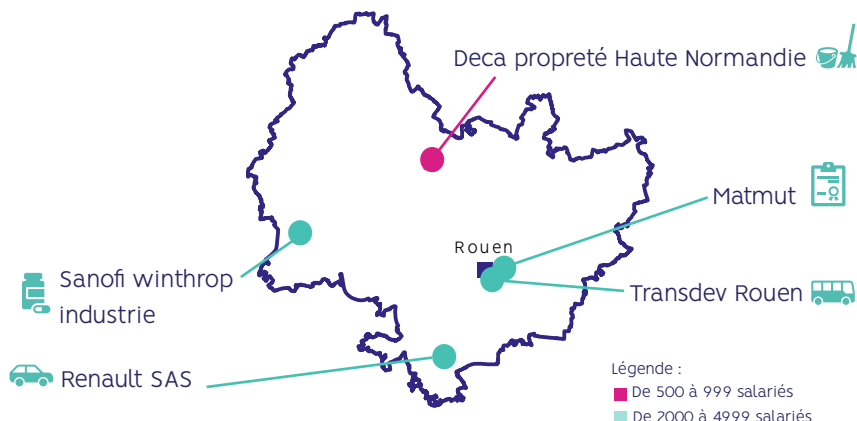 Deca propreté Haute Normandie
Matmut
Rouen
Sanofi winthrop
industrie
Transdev Rouen
Renault SAS
Légende :
De 500 à 999 salariés
De 2000 à 4999 salariés